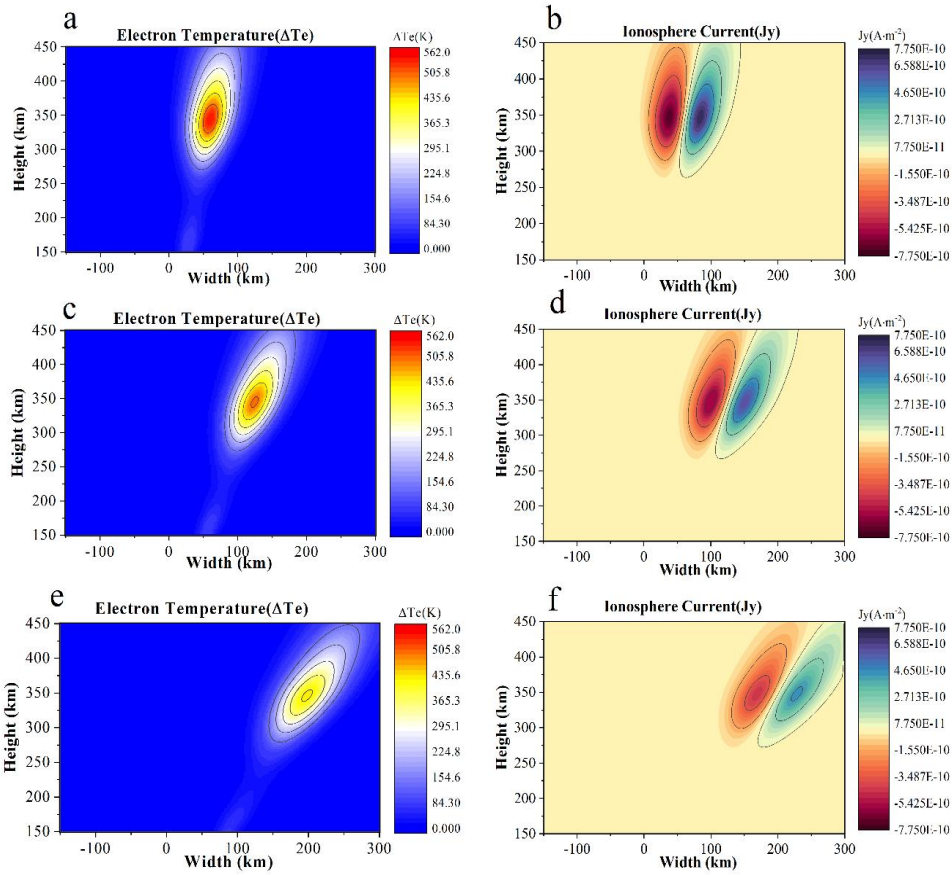 a
Electron Temperature(ΔTe)
ΔTe(K)
562.0
505.8
435.6
365.3
295.1
224.8
154.6
84.30
0.000
Height (km)
450
400
350
300
250
200
150
-100
0
100
200
300
Width (km)
b
Ionosphere Current(Jy)
Jy(A·m-2)
7.750E-10
6.588E-10
4.650E-10
2.713E-10
7.750E-11
-1.550E-10
-3.487E-10
-5.425E-10
-7.750E-10
Height (km)
450
400
350
300
250
200
150
-100
0
100
200
300
Width (km)
c
Electron Temperature(ΔTe)
ΔTe(K)
562.0
505.8
435.6
365.3
295.1
224.8
154.6
84.30
0.000
Height (km)
450
400
350
300
250
200
150
-100
0
100
200
300
Width (km)
d
Ionosphere Current(Jy)
Jy(A·m-2)
7.750E-10
6.588E-10
4.650E-10
2.713E-10
7.750E-11
-1.550E-10
-3.487E-10
-5.425E-10
-7.750E-10
Height (km)
450
400
350
300
250
200
150
-100
0
100
200
300
Width (km)
e
Electron Temperature(ΔTe)
ΔTe(K)
562.0
505.8
435.6
365.3
295.1
224.8
154.6
84.30
0.000
Height (km)
450
400
350
300
250
200
150
-100
0
100
200
300
Width (km)
f
Ionosphere Current(Jy)
Jy(A·m-2)
7.750E-10
6.588E-10
4.650E-10
2.713E-10
7.750E-11
-1.550E-10
-3.487E-10
-5.425E-10
-7.750E-10
Height (km)
450
400
350
300
250
200
150
-100
0
100
200
300
Width (km)